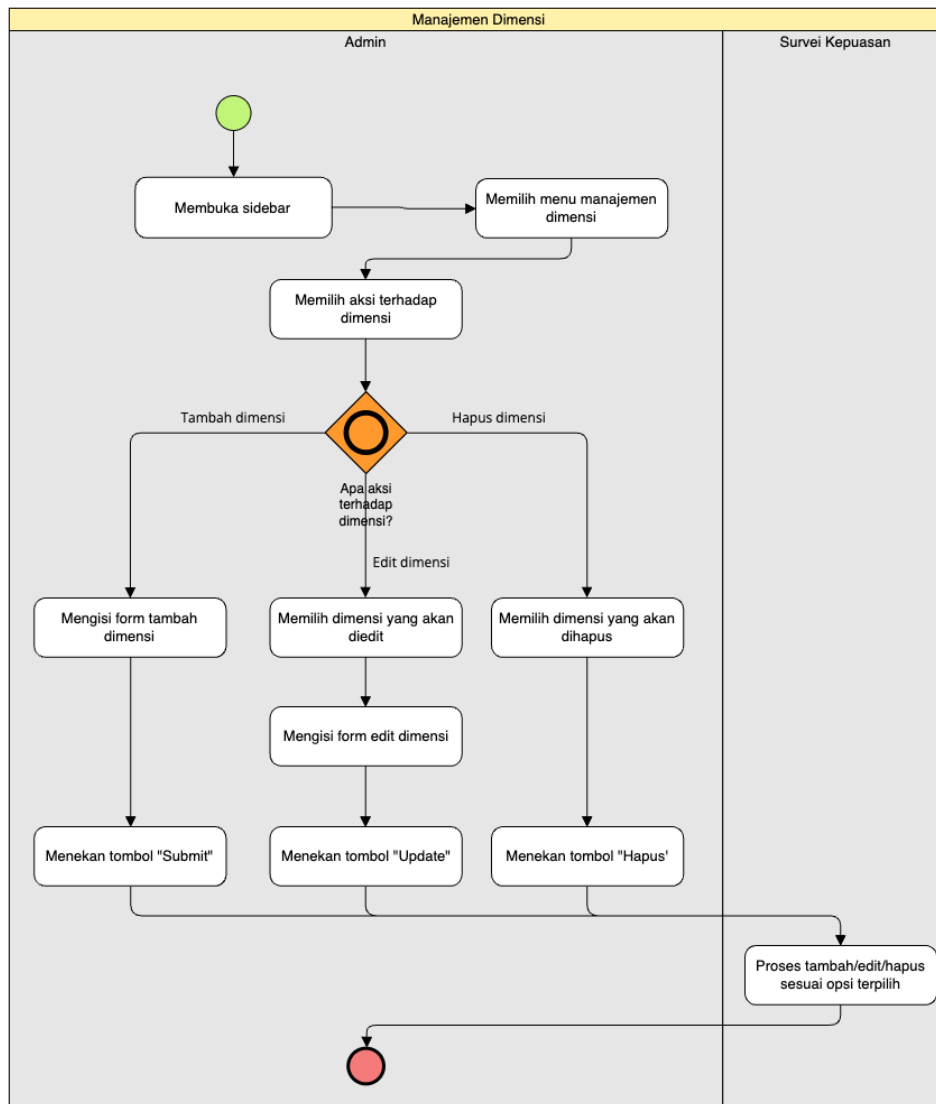 Manajemen Dimensi
Admin
Survei Kepuasan
Membuka sidebar
Memilih menu manajemen
dimensi
Memilih aksi terhadap
dimensi
Tambah dimensi
Hapus dimensi
Apa aksi
terhadap
dimensi?
Edit dimensi
Mengisi form tambah
dimensi
Memilih dimensi yang akan
diedit
Memilih dimensi yang akan
dihapus
Mengisi form edit dimensi
Menekan tombol "Submit"
Menekan tombol "Update"
Menekan tombol "Hapus'
Proses tambah/edit/hapus
sesuai opsi terpilih